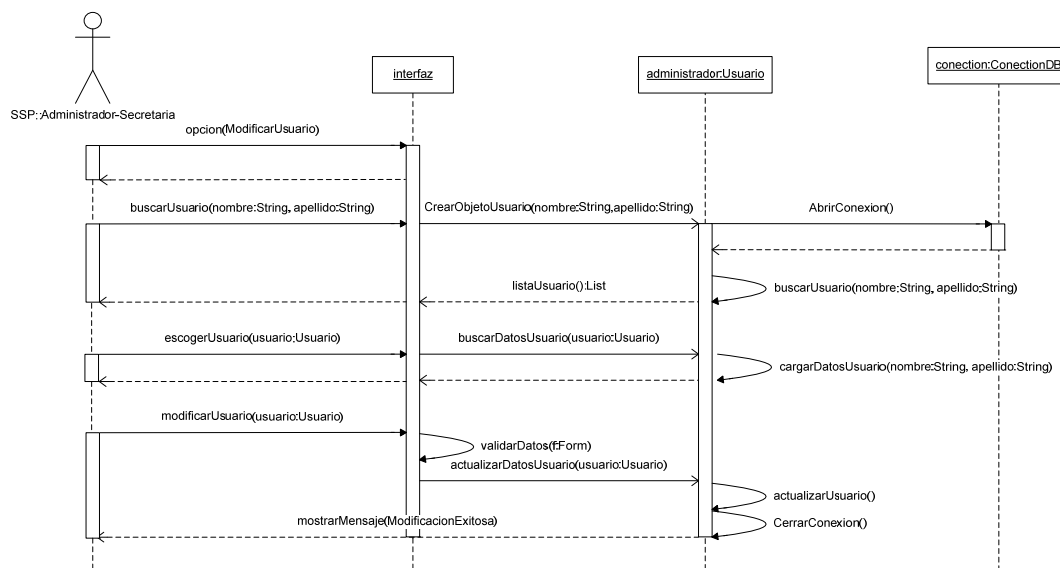 interfaz
administrador:Usuario
conection:ConectionDB
SSP::Administrador-Secretaria
opcion(ModificarUsuario)
buscarUsuario(nombre:String, apellido:String)
CrearObjetoUsuario(nombre:String,apellido:String)
AbrirConexion()
listaUsuario():List
buscarUsuario(nombre:String, apellido:String)
escogerUsuario(usuario:Usuario)
buscarDatosUsuario(usuario:Usuario)
cargarDatosUsuario(nombre:String, apellido:String)
modificarUsuario(usuario:Usuario)
validarDatos(f:Form)
actualizarDatosUsuario(usuario:Usuario)
actualizarUsuario()
mostrarMensaje(ModificacionExitosa)
CerrarConexion()